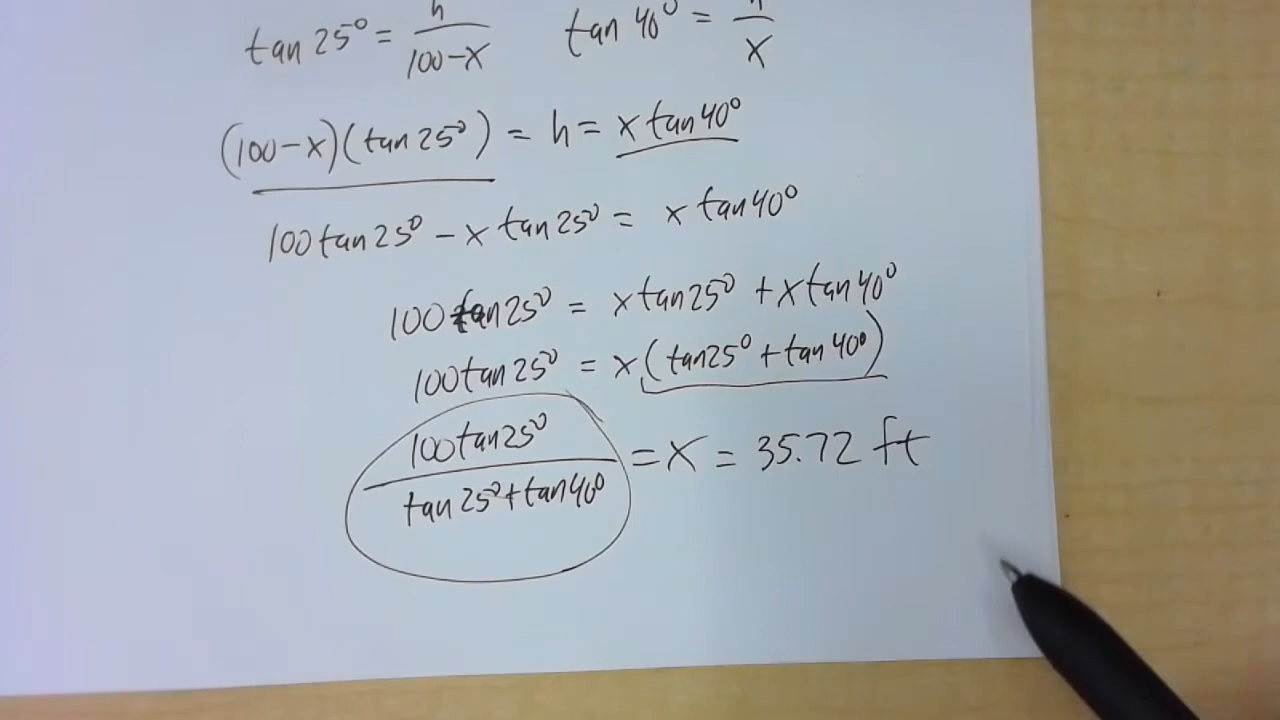 tan 25° = h/(100-x)   tan 40° = h/x
(100-x)(tan 25°) = h = x tan 40°
100 tan 25° - x tan 25° = x tan 40°
100 tan 25° = x tan 25° + x tan 40°
100 tan 25° = x (tan 25° + tan 40°)
100 tan 25°/(tan 25° + tan 40°) = x = 35.72 ft